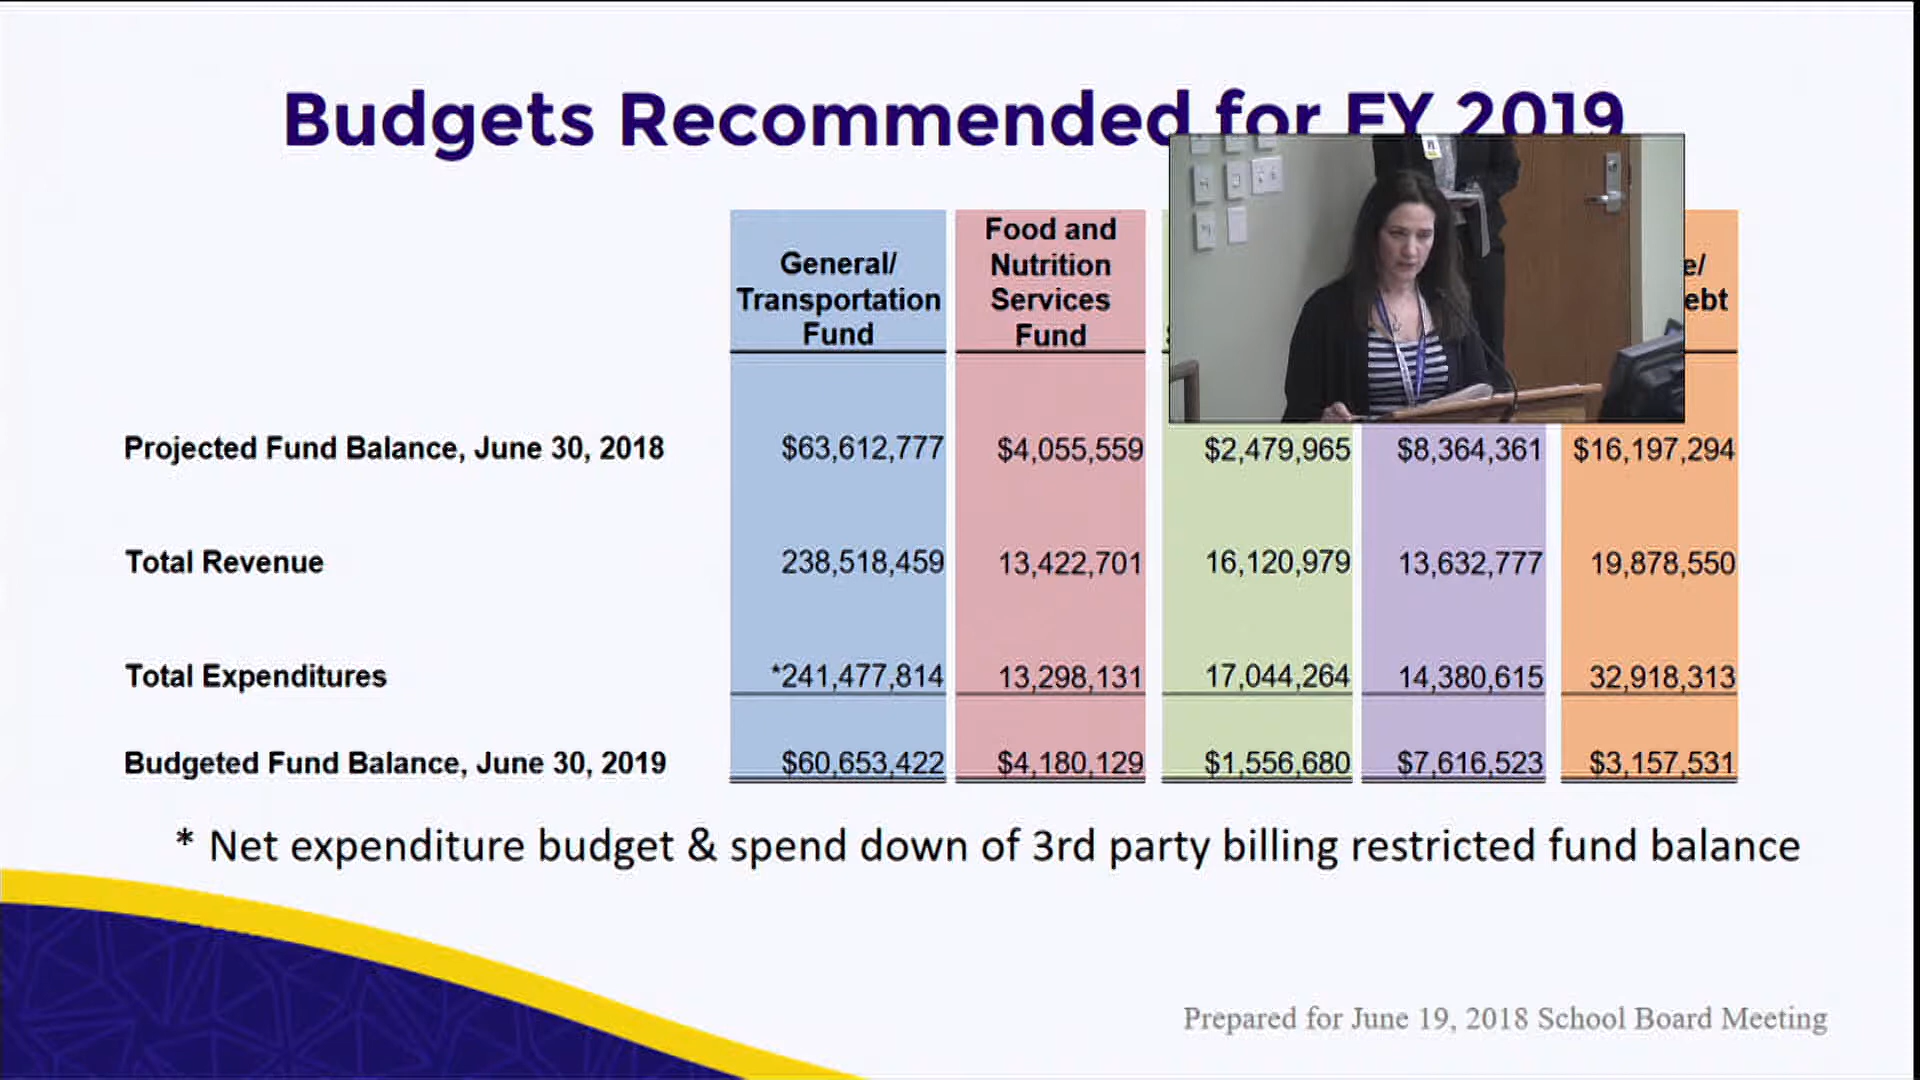 Budgets Recommended for FY 2019
General/
Transportation
Fund
Food and
Nutrition
Services
Fund
Projected Fund Balance, June 30, 2018 $63,612,777 $4,055,559 $2,479,965 $8,364,361 $16,197,294
Total Revenue 238,518,459 13,422,701 16,120,979 13,632,777 19,878,550
Total Expenditures *241,477,814 13,298,131 17,044,264 14,380,615 32,918,313
Budgeted Fund Balance, June 30, 2019 $60,653,422 $4,180,129 $1,556,680 $7,616,523 $3,157,531
* Net expenditure budget & spend down of 3rd party billing restricted fund balance
Prepared for June 19, 2018 School Board Meeting